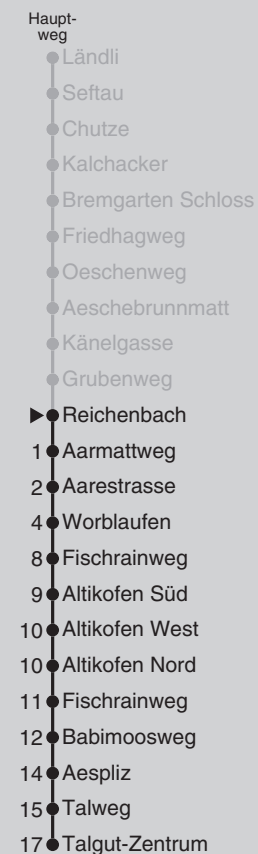 Haupt-
weg
Ländli
Seftau
Chutze
Kalchacker
Bremgarten Schloss
Friedhagweg
Oeschenweg
Aeschebrunnmatt
Känelgasse
Grubenweg
Reichenbach
1 Aarmattweg
2 Aarestrasse
4 Worblaufen
8 Fischrainweg
9 Altikofen Süd
10 Altikofen West
10 Altikofen Nord
11 Fischrainweg
12 Babimoosweg
14 Aespliz
15 Talweg
17 Talgut-Zentrum